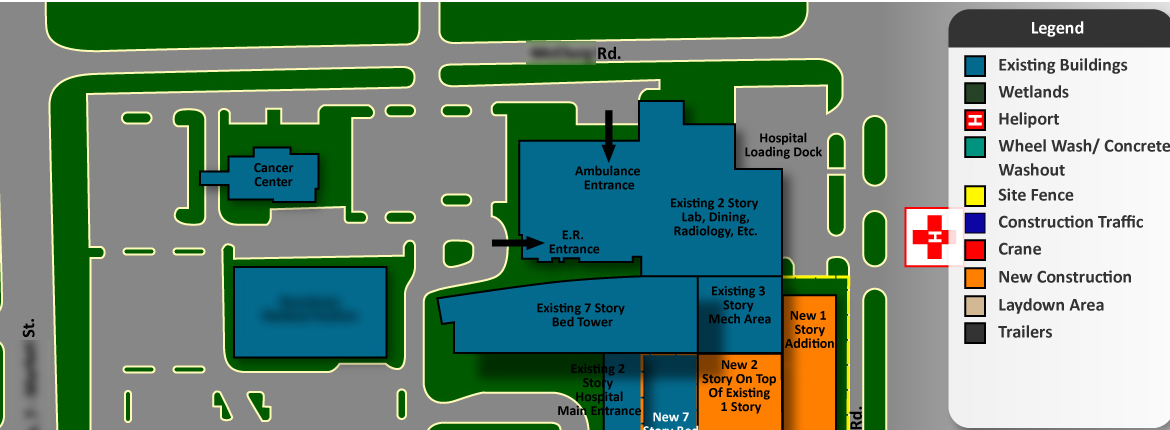 Rd.
Legend
Existing Buildings
Wetlands
H Heliport
Wheel Wash/ Concrete
Washout
Site Fence
Construction Traffic
Crane
New Construction
Laydown Area
Trailers
Hospital
Loading Dock
Cancer
Center
Ambulance
Entrance
Existing 2 Story
Lab, Dining,
Radiology, Etc.
E.R.
Entrance
H
Existing 7 Story
Bed Tower
Existing 3
Story
Mech Area
New 1
Story
Addition
St.
Existing 2
Story
Hospital
Main Entrance
New 2
Story On Top
Of Existing
1 Story
New 7
Story Bed
Rd.